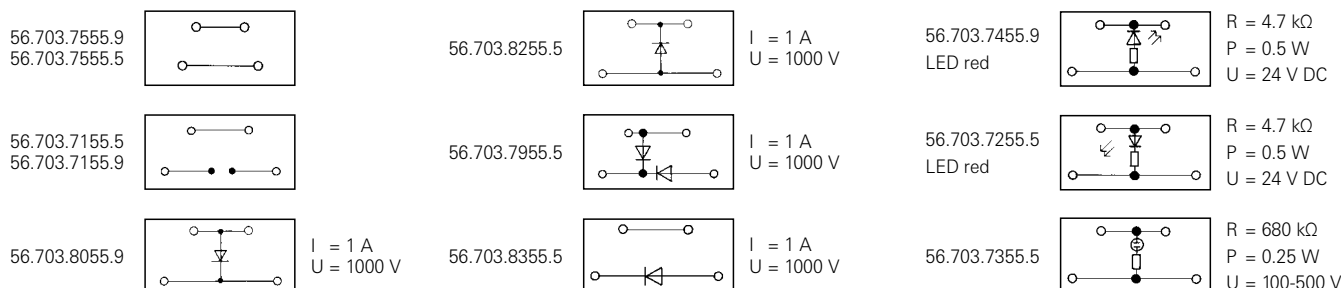 56.703.7555.9
56.703.7555.5
56.703.7155.5
56.703.7155.9
56.703.8055.9
I = 1 A
U = 1000 V
56.703.8255.5
I = 1 A
U = 1000 V
56.703.7955.5
I = 1 A
U = 1000 V
56.703.8355.5
I = 1 A
U = 1000 V
56.703.7455.9
LED red
R = 4.7 kΩ
P = 0.5 W
U = 24 V DC
56.703.7255.5
LED red
R = 4.7 kΩ
P = 0.5 W
U = 24 V DC
56.703.7355.5
R = 680 kΩ
P = 0.25 W
U = 100-500 V